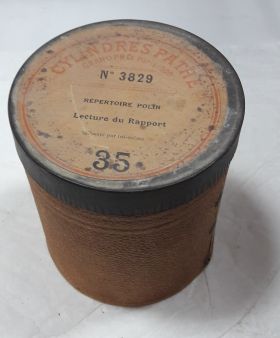 CYLINDRES PATHÉ
N° 3829
RÉPERTOIRE POLIN
Lecture du Rapport
35